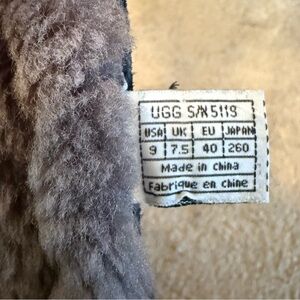 UGG S/N 5119
USA UK EU JAPAN
9 7.5 40 260
Made in China
Fabriqué en chine